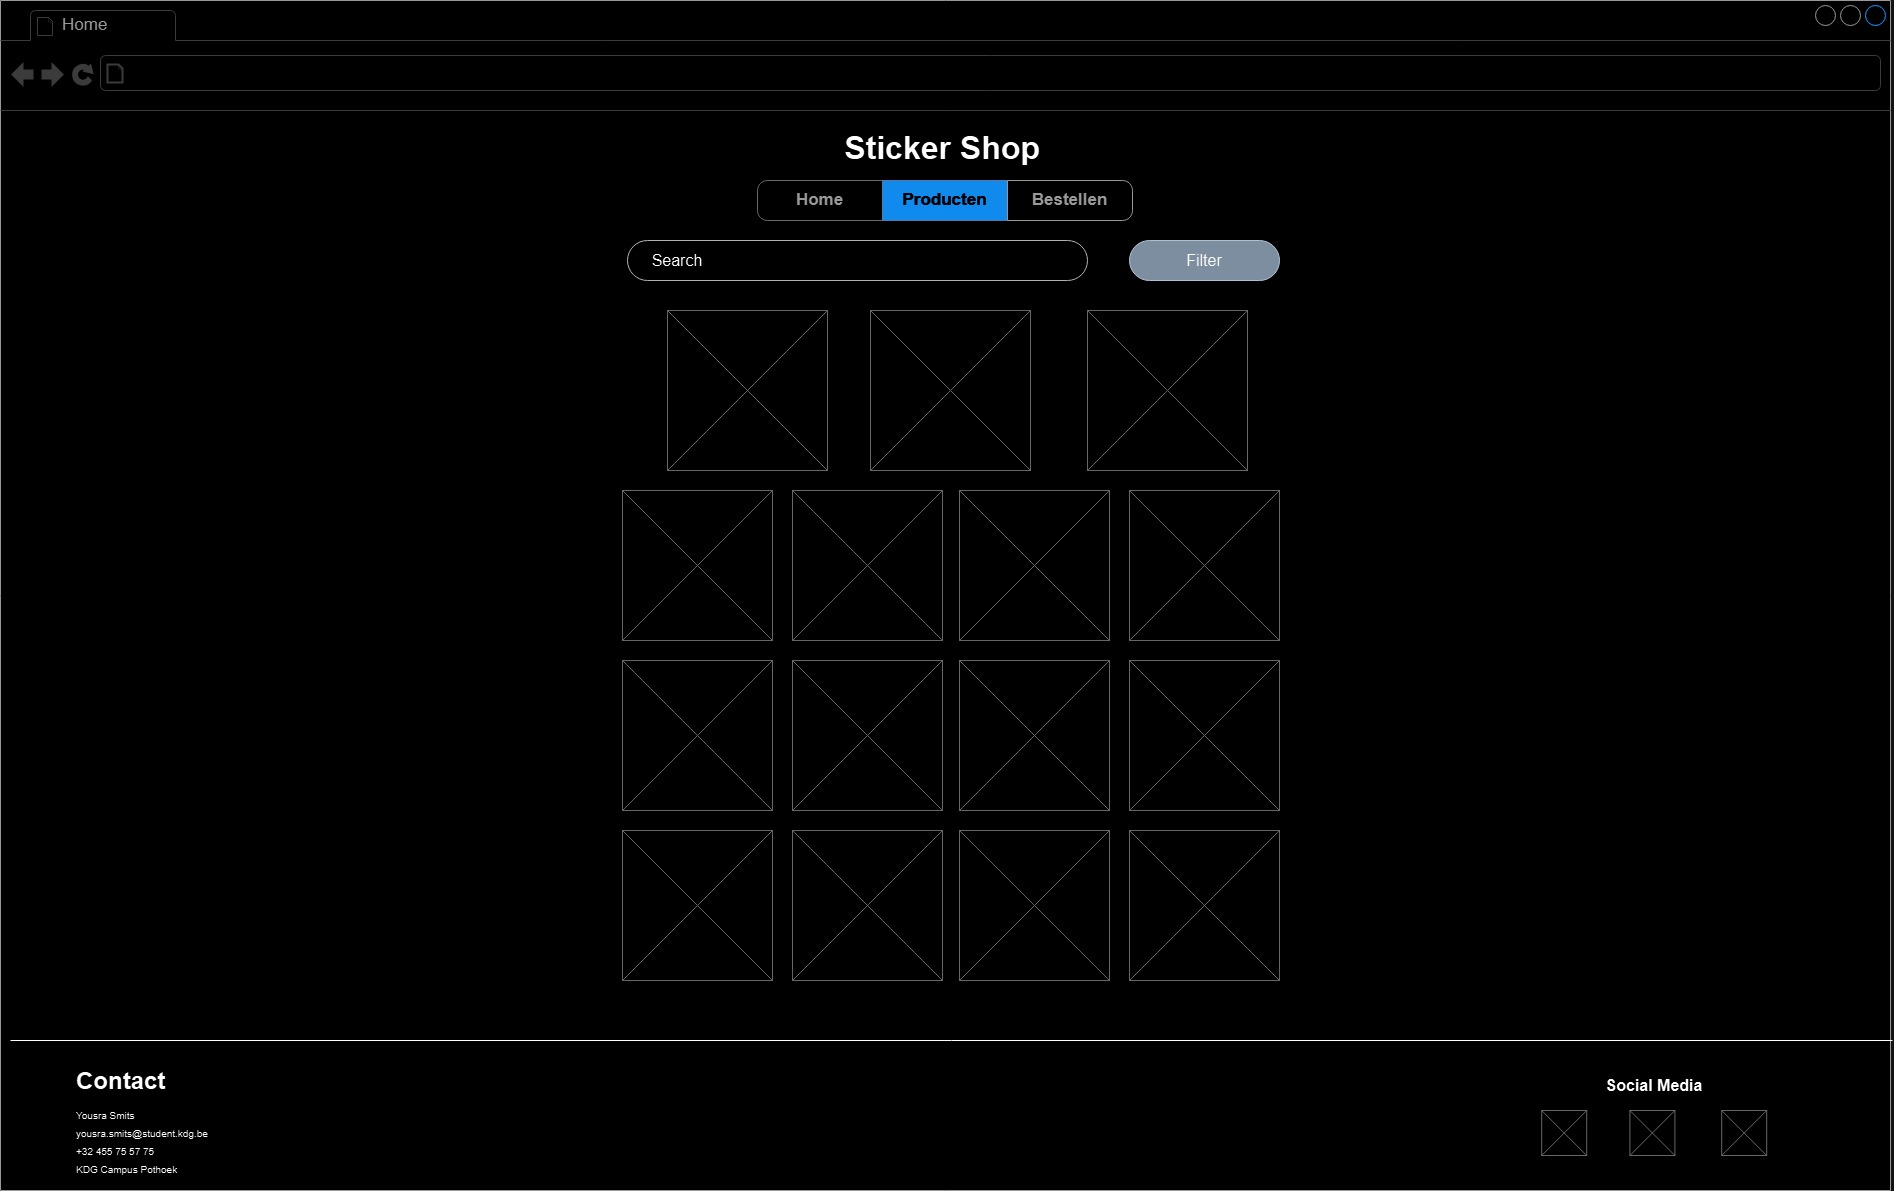 Home
Sticker Shop
Home Producten Bestellen
Search Filter
Contact
Yousra Smits
yousra.smits@student.kdg.be
+32 455 75 57 75
KDG Campus Pothoek
Social Media